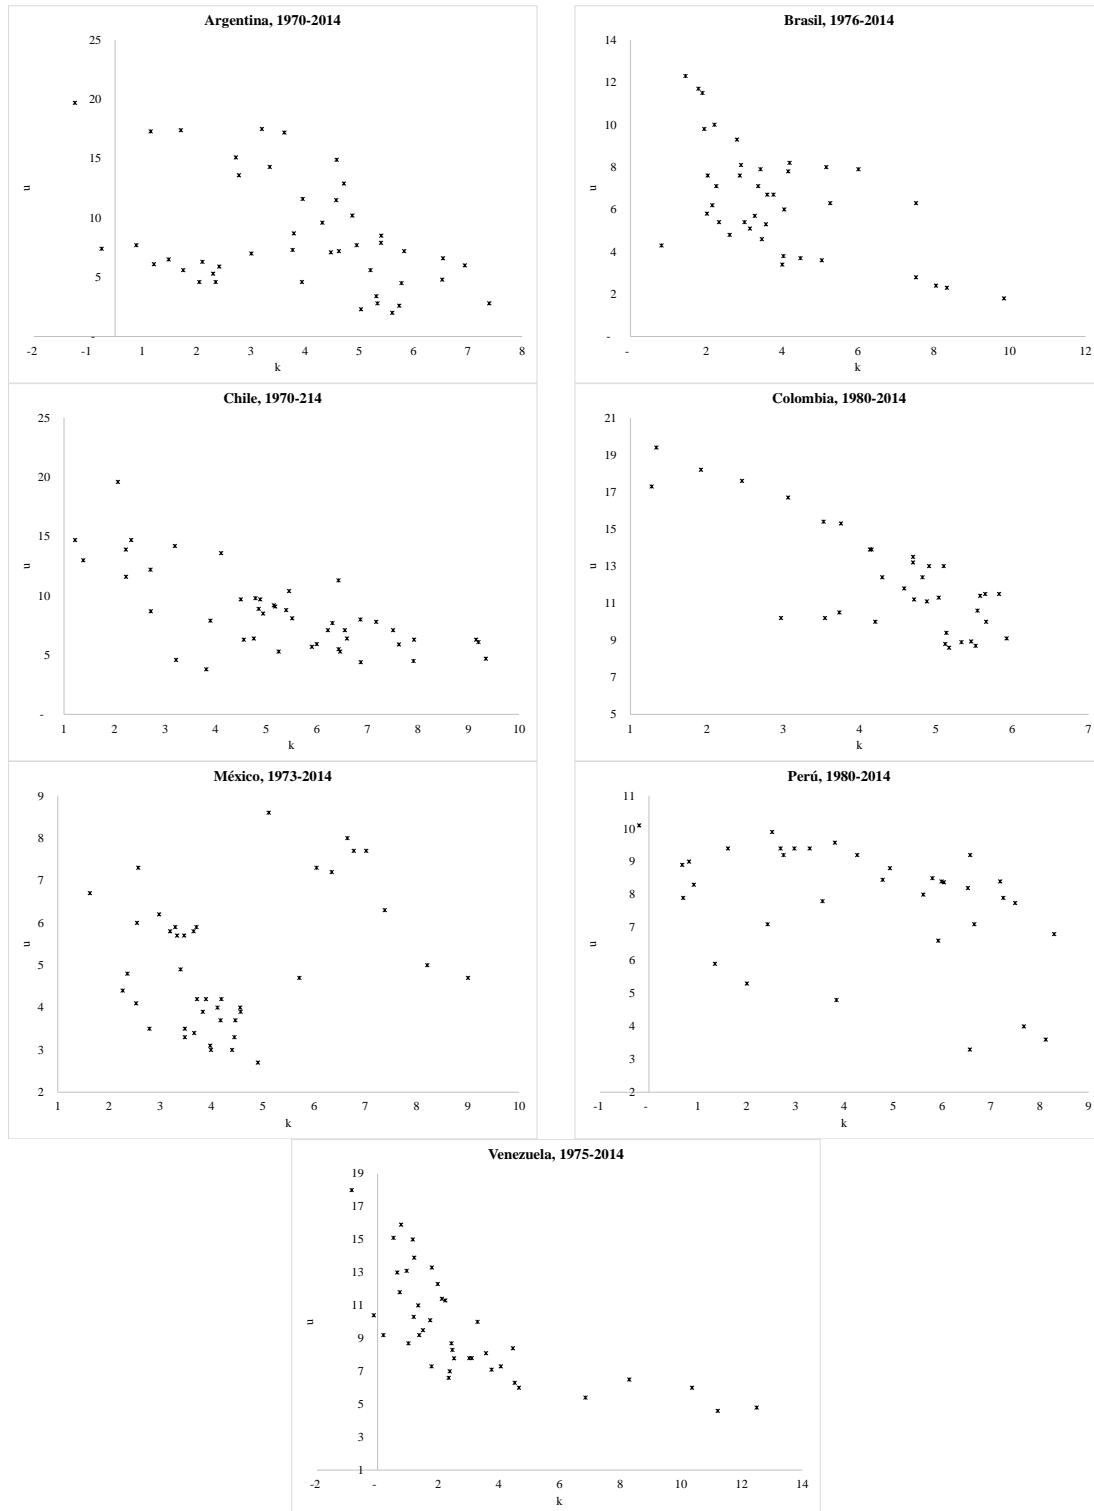 Argentina, 1970-2014
25
20
15
10
5
-
u
-2 -1 1 2 3 4 5 6 7 8
k
Brasil, 1976-2014
14
12
10
8
6
4
2
-
u
- 2 4 6 8 10 12
k
Chile, 1970-214
25
20
15
10
5
-
u
1 2 3 4 5 6 7 8 9 10
k
Colombia, 1980-2014
21
19
17
15
13
11
9
7
5
u
1 2 3 4 5 6 7
k
México, 1973-2014
9
8
7
6
5
4
3
2
u
1 2 3 4 5 6 7 8 9 10
k
Perú, 1980-2014
11
10
9
8
7
6
5
4
3
2
u
-1 - 1 2 3 4 5 6 7 8 9
k
Venezuela, 1975-2014
19
17
15
13
11
9
7
5
3
1
u
-2 - 2 4 6 8 10 12 14
k